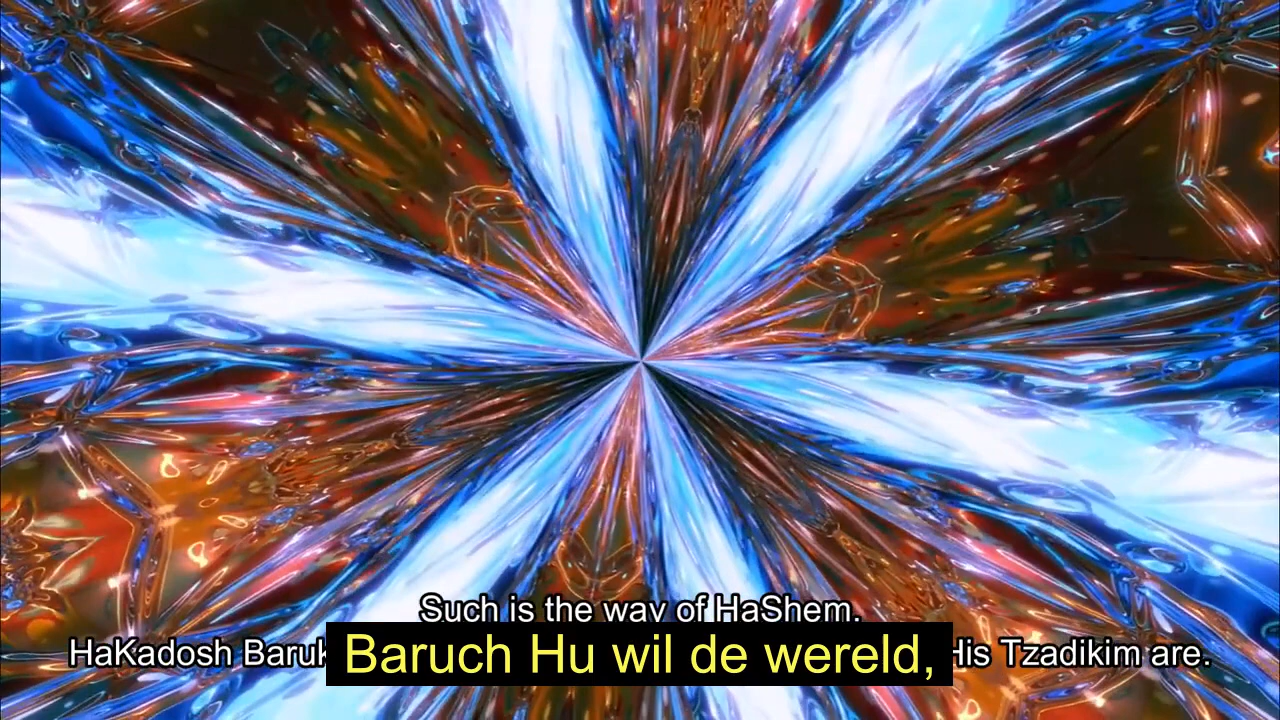 Such is the way of HaShem.
HaKadosh Baruk
Baruch Hu wil de wereld,
His Tzadikim are.